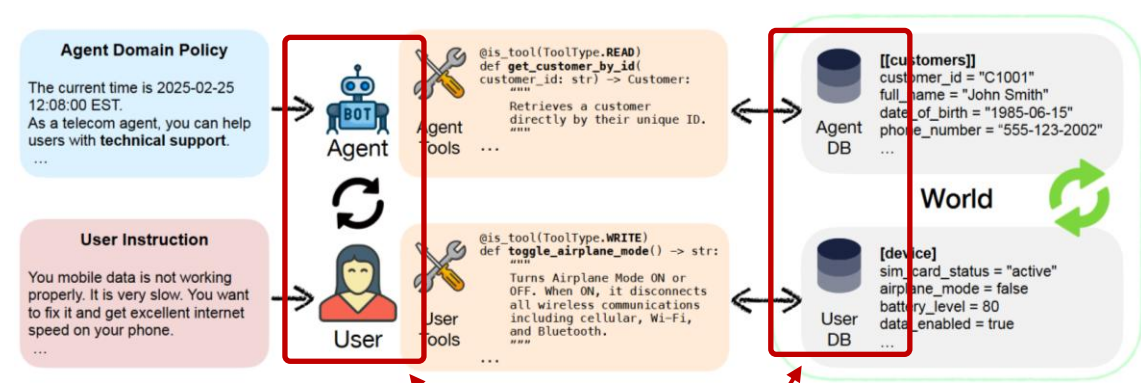 Agent Domain Policy
The current time is 2025-02-25
12:08:00 EST.
As a telecom agent, you can help
users with technical support.
...
BOT
Agent
Agent
Tools
@is_tool(ToolType.READ)
def get_customer_by_id(
customer_id: str) -> Customer:
"""
Retrieves a customer
directly by their unique ID.
"""
...
Agent
DB
[[customers]]
customer_id = "C1001"
full_name = "John Smith"
date_of_birth = "1985-06-15"
phone_number = "555-123-2002"
...
World
User Instruction
You mobile data is not working
properly. It is very slow. You want
to fix it and get excellent internet
speed on your phone.
...
User
User
Tools
@is_tool(ToolType.WRITE)
def toggle_airplane_mode() -> str:
"""
Turns Airplane Mode ON or
OFF. When ON, it disconnects
all wireless communications
including cellular, Wi-Fi,
and Bluetooth.
"""
...
User
DB
[device]
sim_card_status = "active"
airplane_mode = false
battery_level = 80
data_enabled = true
...